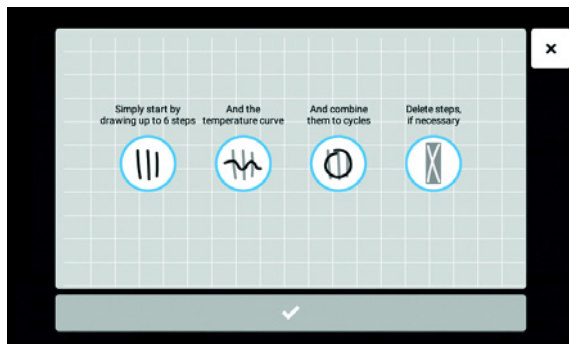 Simply start by
drawing up to 6 steps
And the
temperature curve
And combine
them to cycles
Delete steps,
if necessary